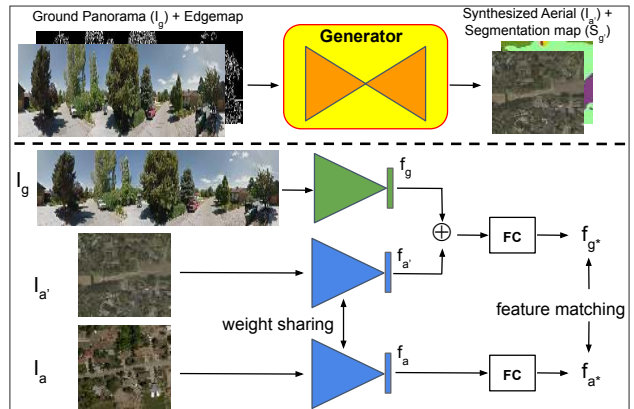 Ground Panorama (I_g) + Edgemap
Generator
Synthesized Aerial (I_a') +
Segmentation map (S_g')
I_g
f_g
FC
f_g*
I_a'
f_a'
weight sharing
feature matching
I_a
f_a
FC
f_a*